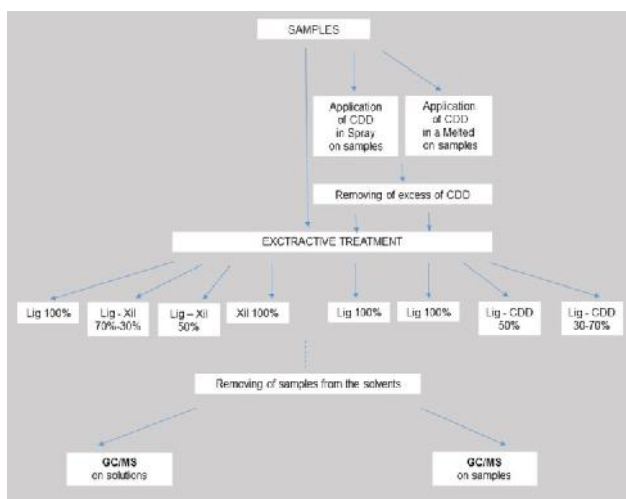 SAMPLES
Application
of CDD
in Spray
on samples
Application
of CDD
in a Melted
on samples
Removing of excess of CDD
EXCTRACTIVE TREATMENT
Lig 100%
Lig - Xil
70%-30%
Lig – Xil
50%
Xil 100%
Lig 100%
Lig 100%
Lig - CDD
50%
Lig - CDD
30-70%
Removing of samples from the solvents
GC/MS
on solutions
GC/MS
on samples